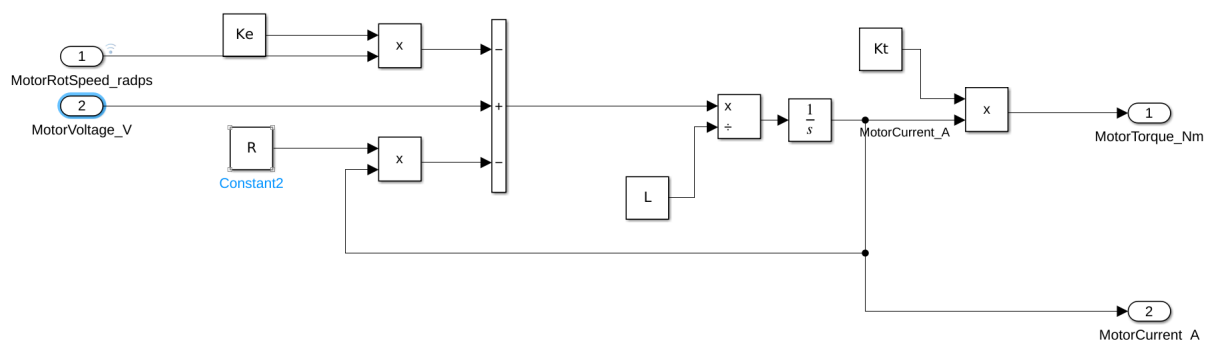 Ke
1
MotorRotSpeed_radps
2
MotorVoltage_V
x
−
+
−
R
Constant2
x
x
÷
L
1
s
MotorCurrent_A
Kt
x
1
MotorTorque_Nm
2
MotorCurrent_A